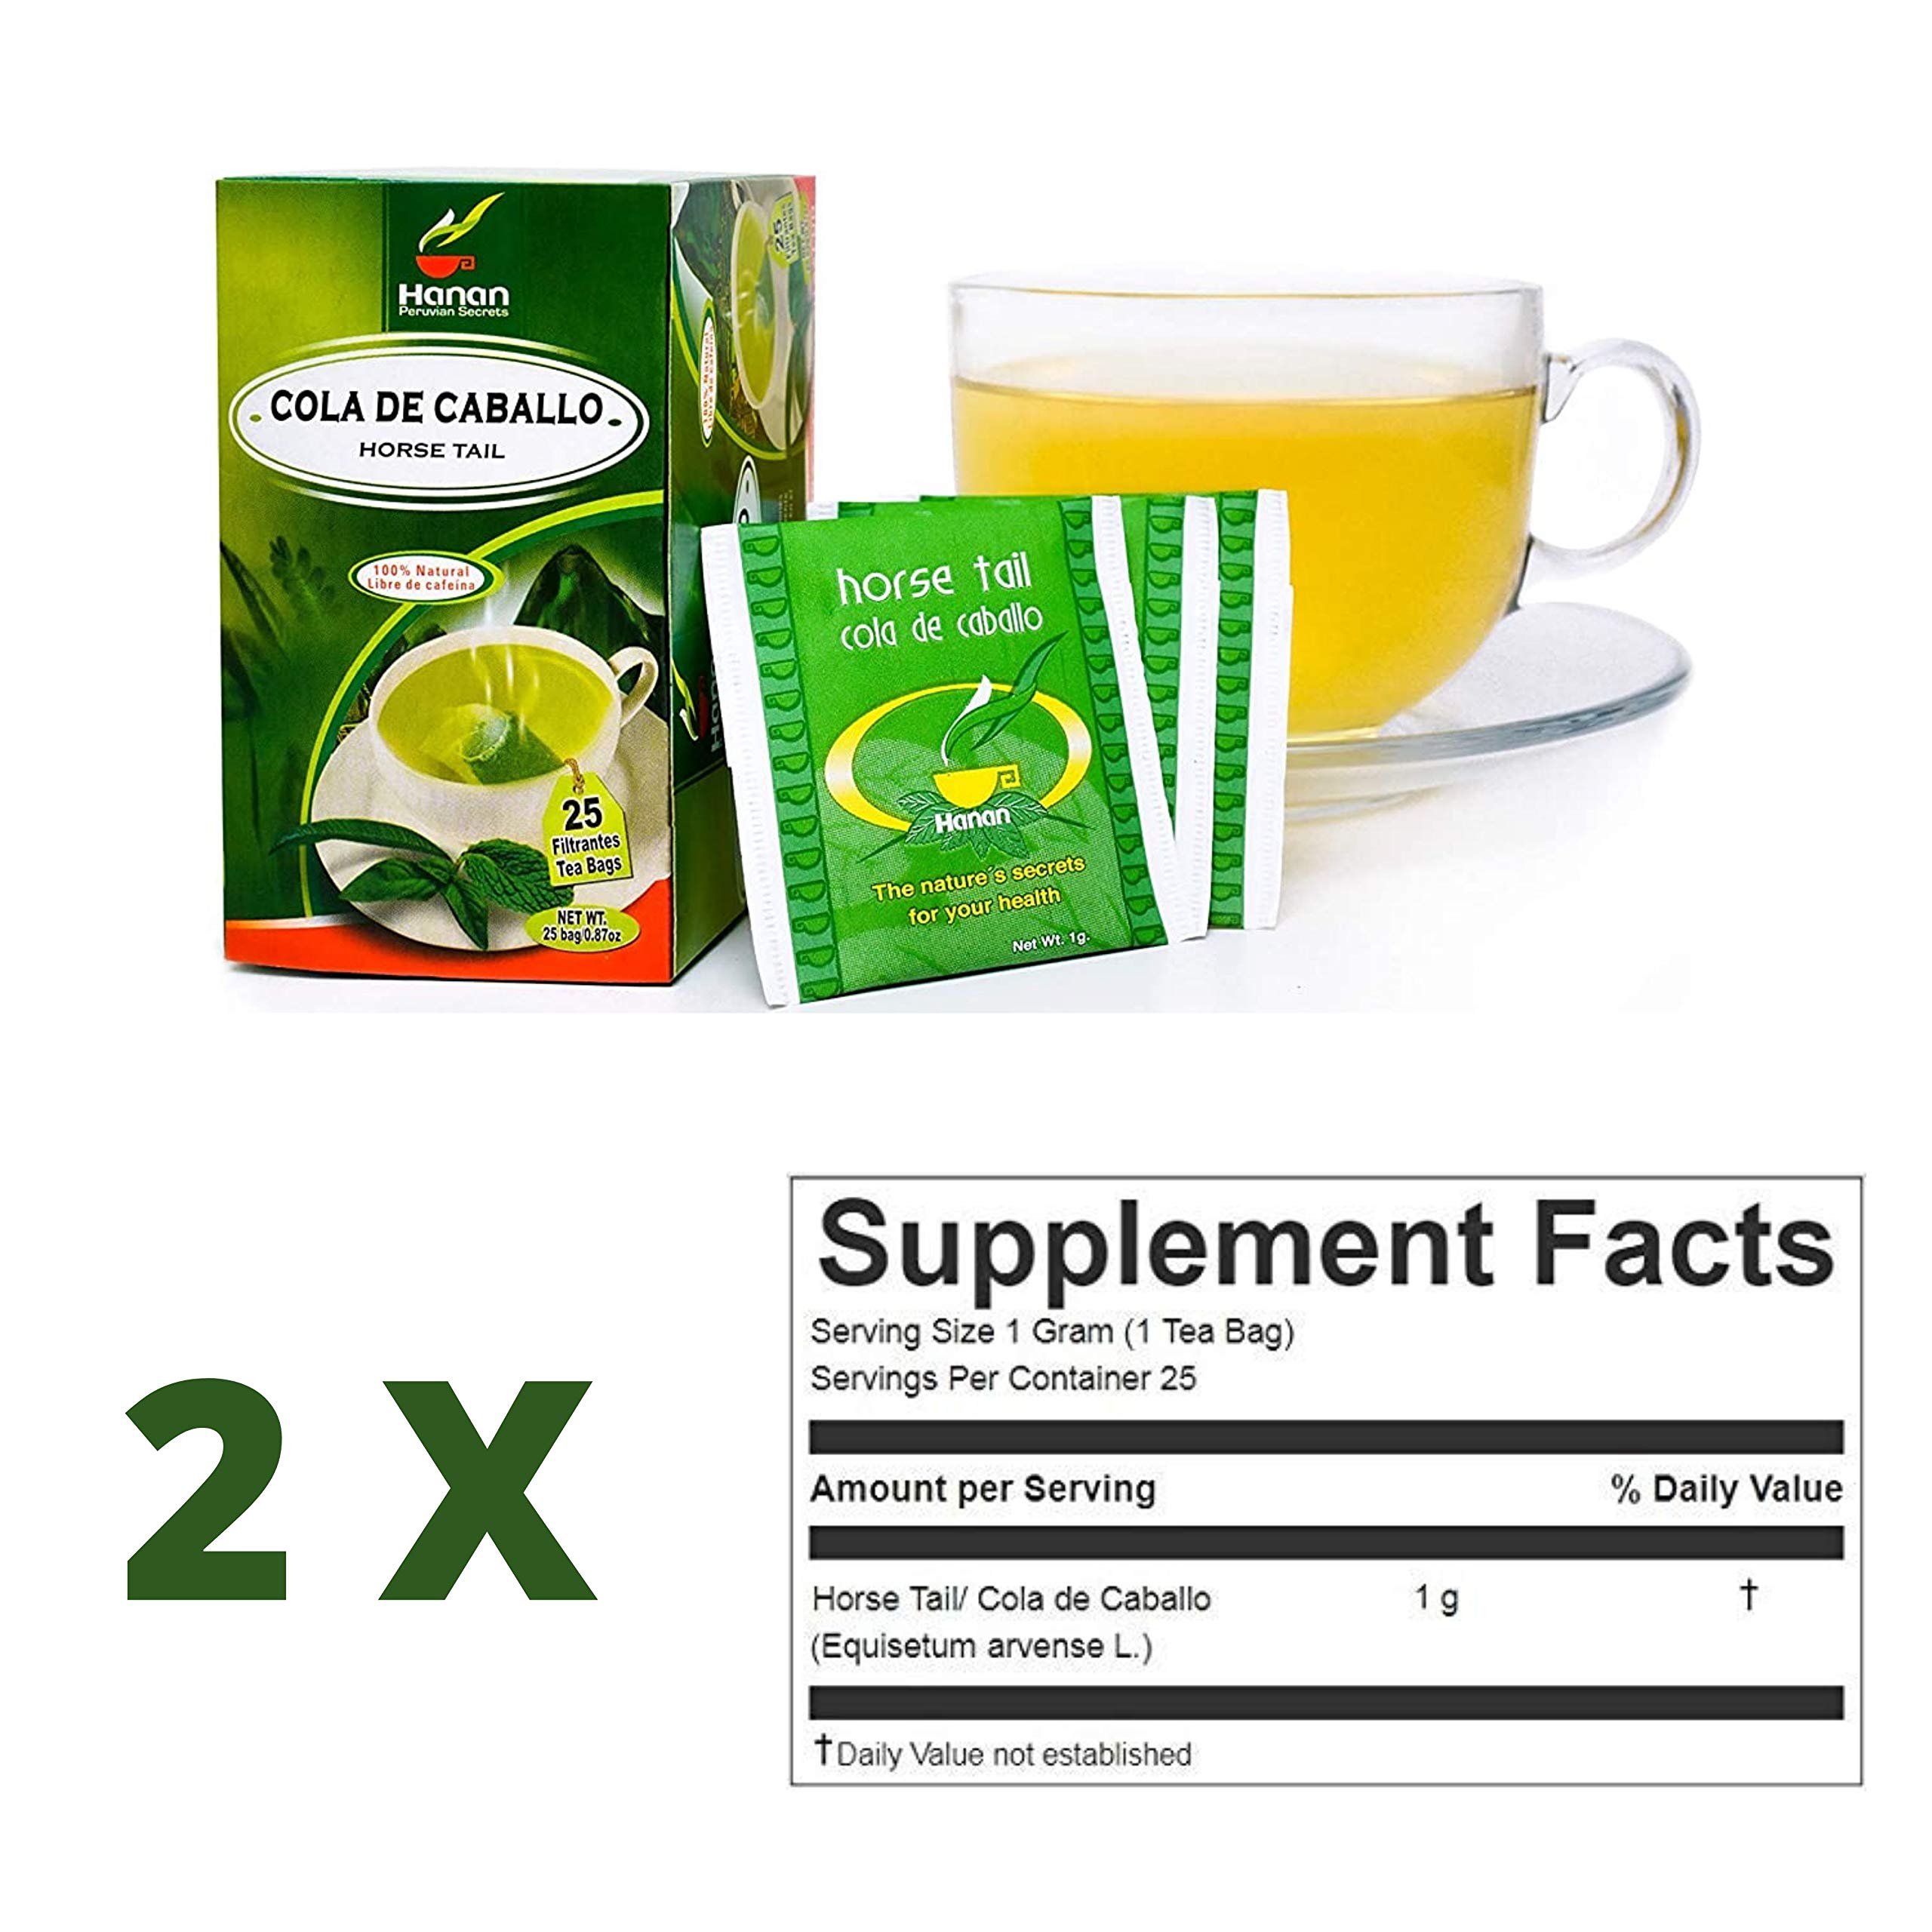 Hanan
Peruvian Secrets
COLA DE CABALLO
HORSE TAIL
100% Natural
Libre de cafeína
25
Filtrantes
Tea Bags
NET WT.
25 bag/0.87oz
25
100% Natural
horse tail
cola de caballo
Hanan
The nature´s secrets
for your health
Net Wt. 1g.
2 X
Supplement Facts
Serving Size 1 Gram (1 Tea Bag)
Servings Per Container 25
Amount per Serving % Daily Value
Horse Tail/ Cola de Caballo 1 g †
(Equisetum arvense L.)
†Daily Value not established